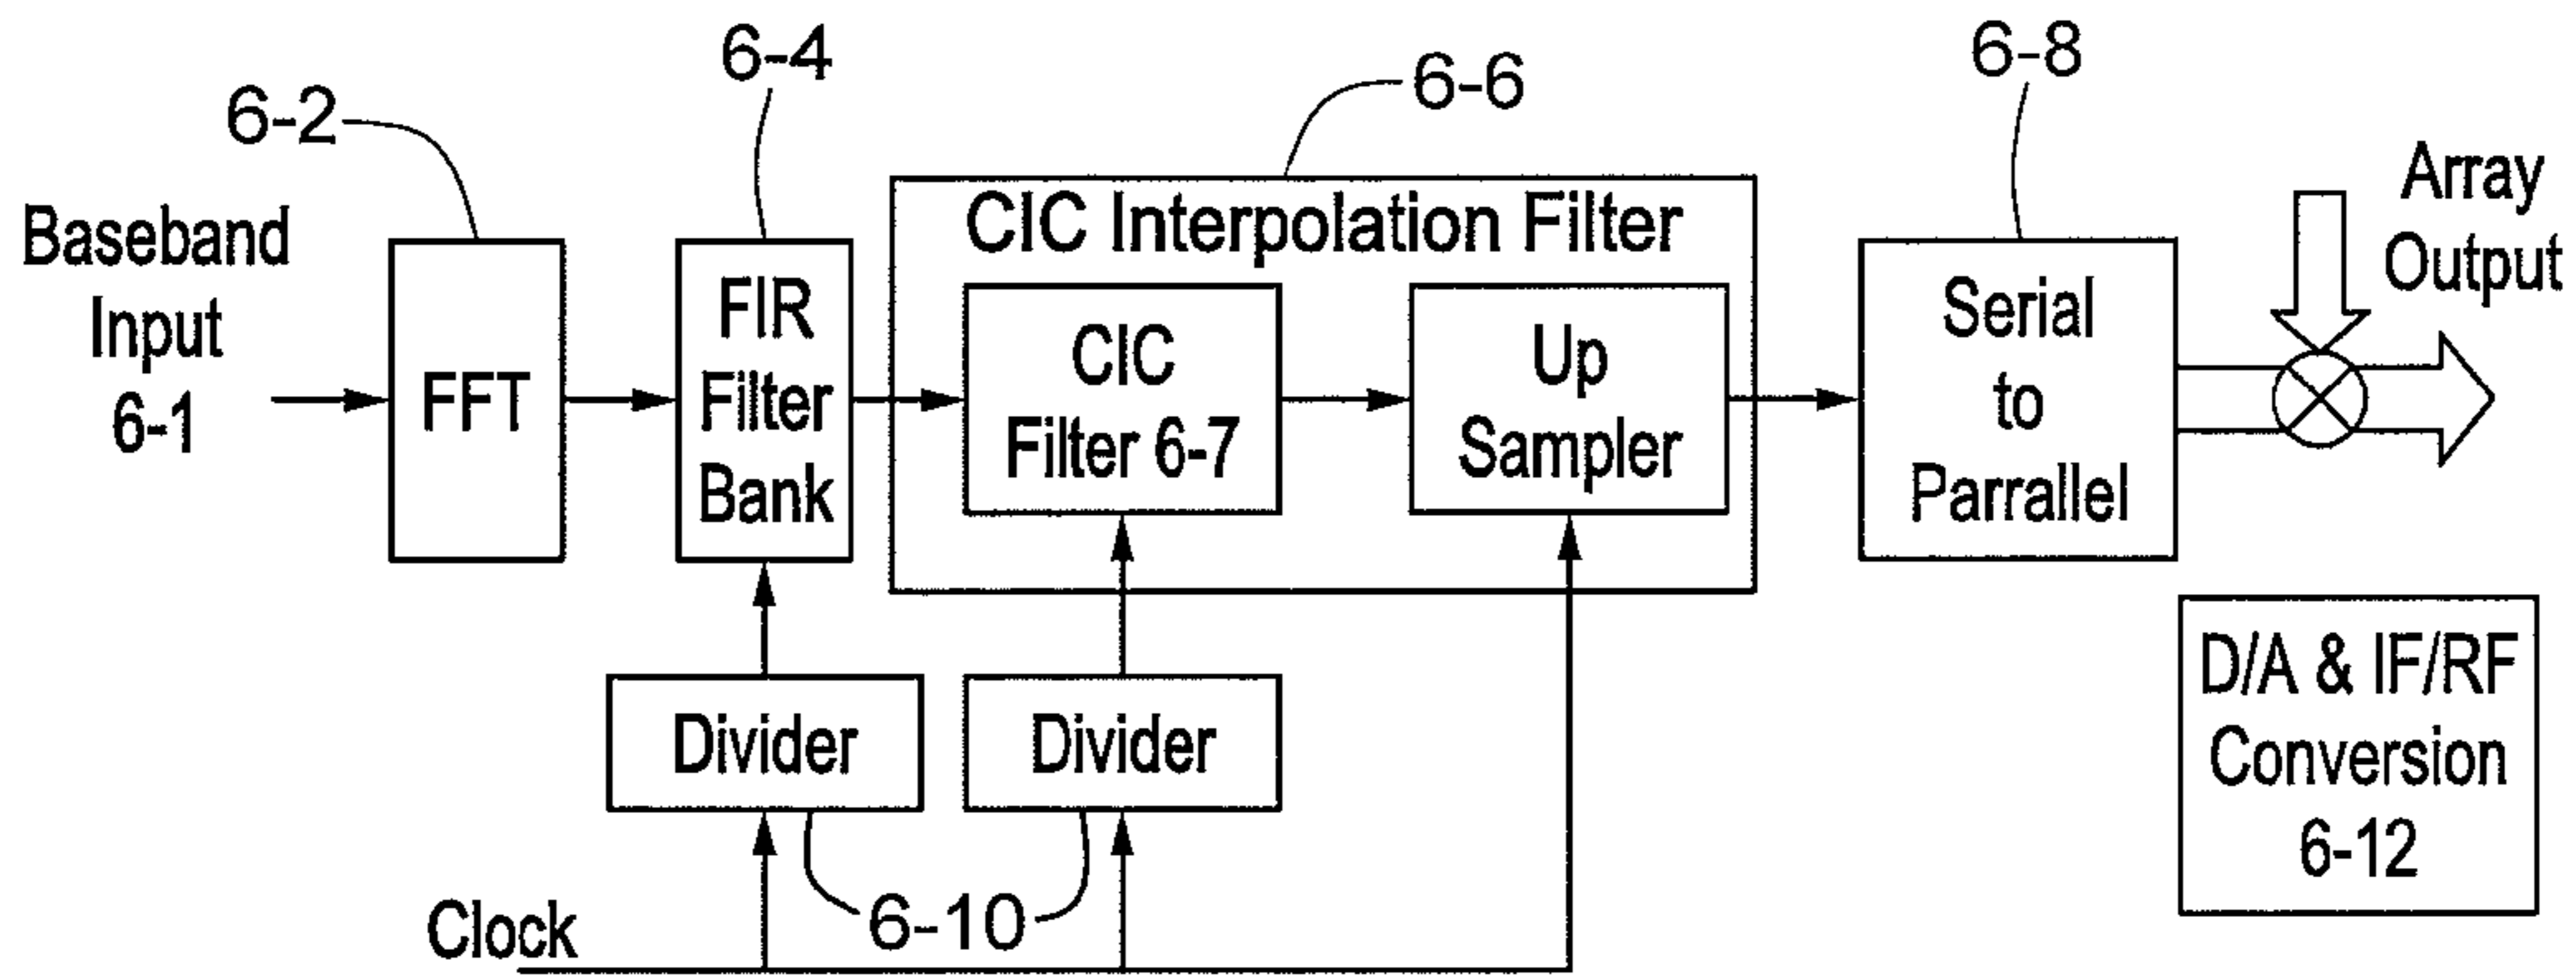 6-2
6-4
6-6
6-8
Baseband
Input
6-1
FFT
FIR
Filter
Bank
CIC Interpolation Filter
CIC
Filter 6-7
Up
Sampler
Serial
to
Parrallel
Array
Output
Divider
Divider
6-10
Clock
D/A & IF/RF
Conversion
6-12